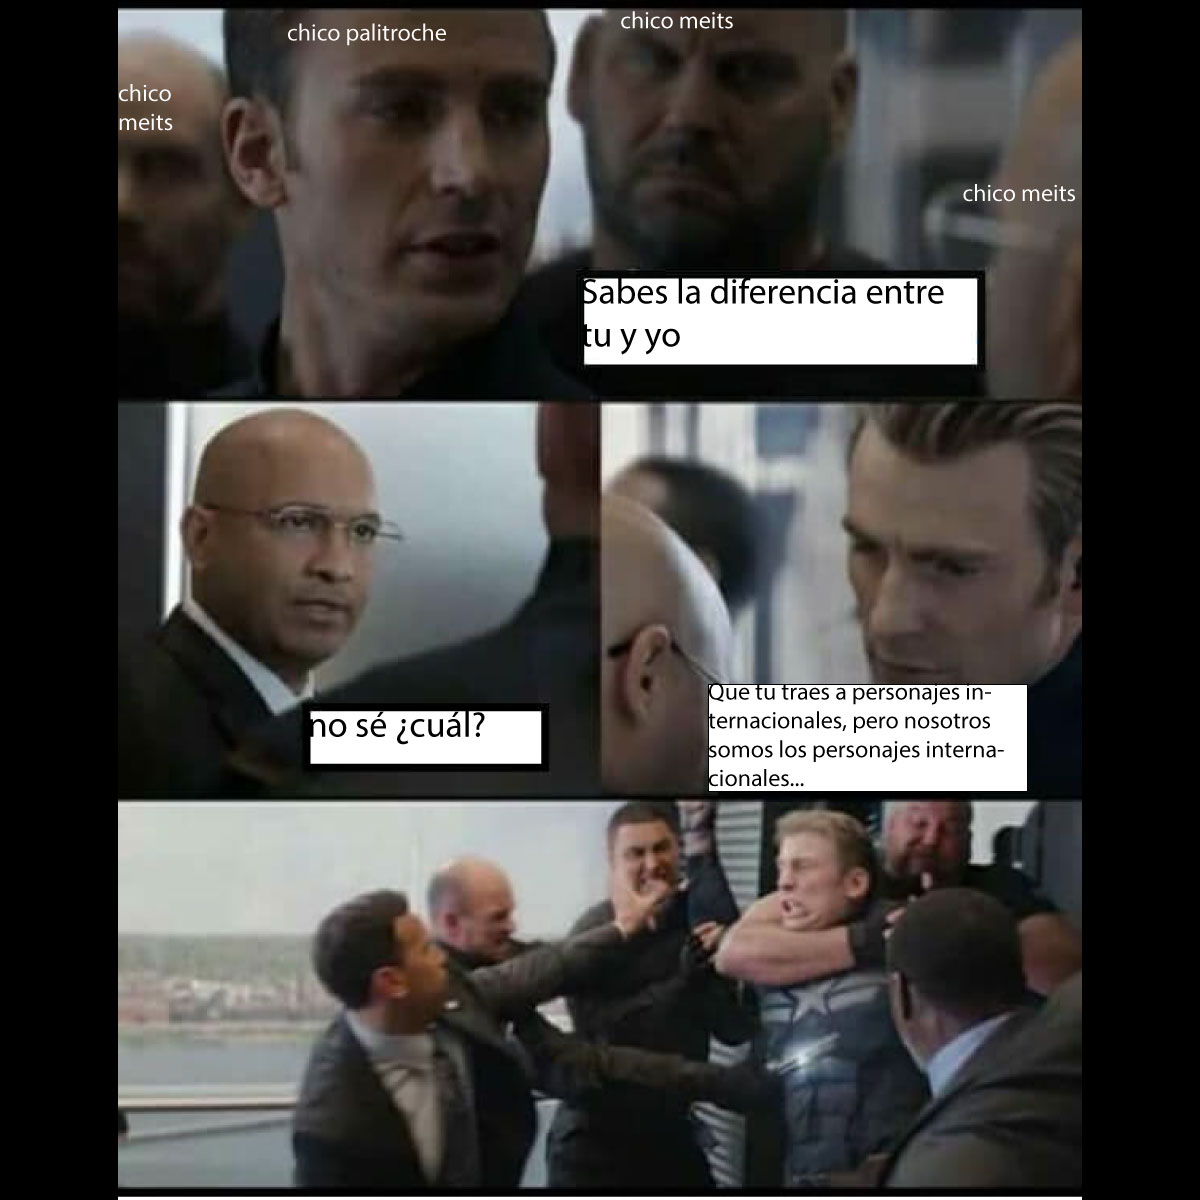 chico palitroche
chico meits
chico
meits
chico meits
Sabes la diferencia entre
tu y yo
no sé ¿cuál?
Que tu traes a personajes in-
ternacionales, pero nosotros
somos los personajes interna-
cionales...